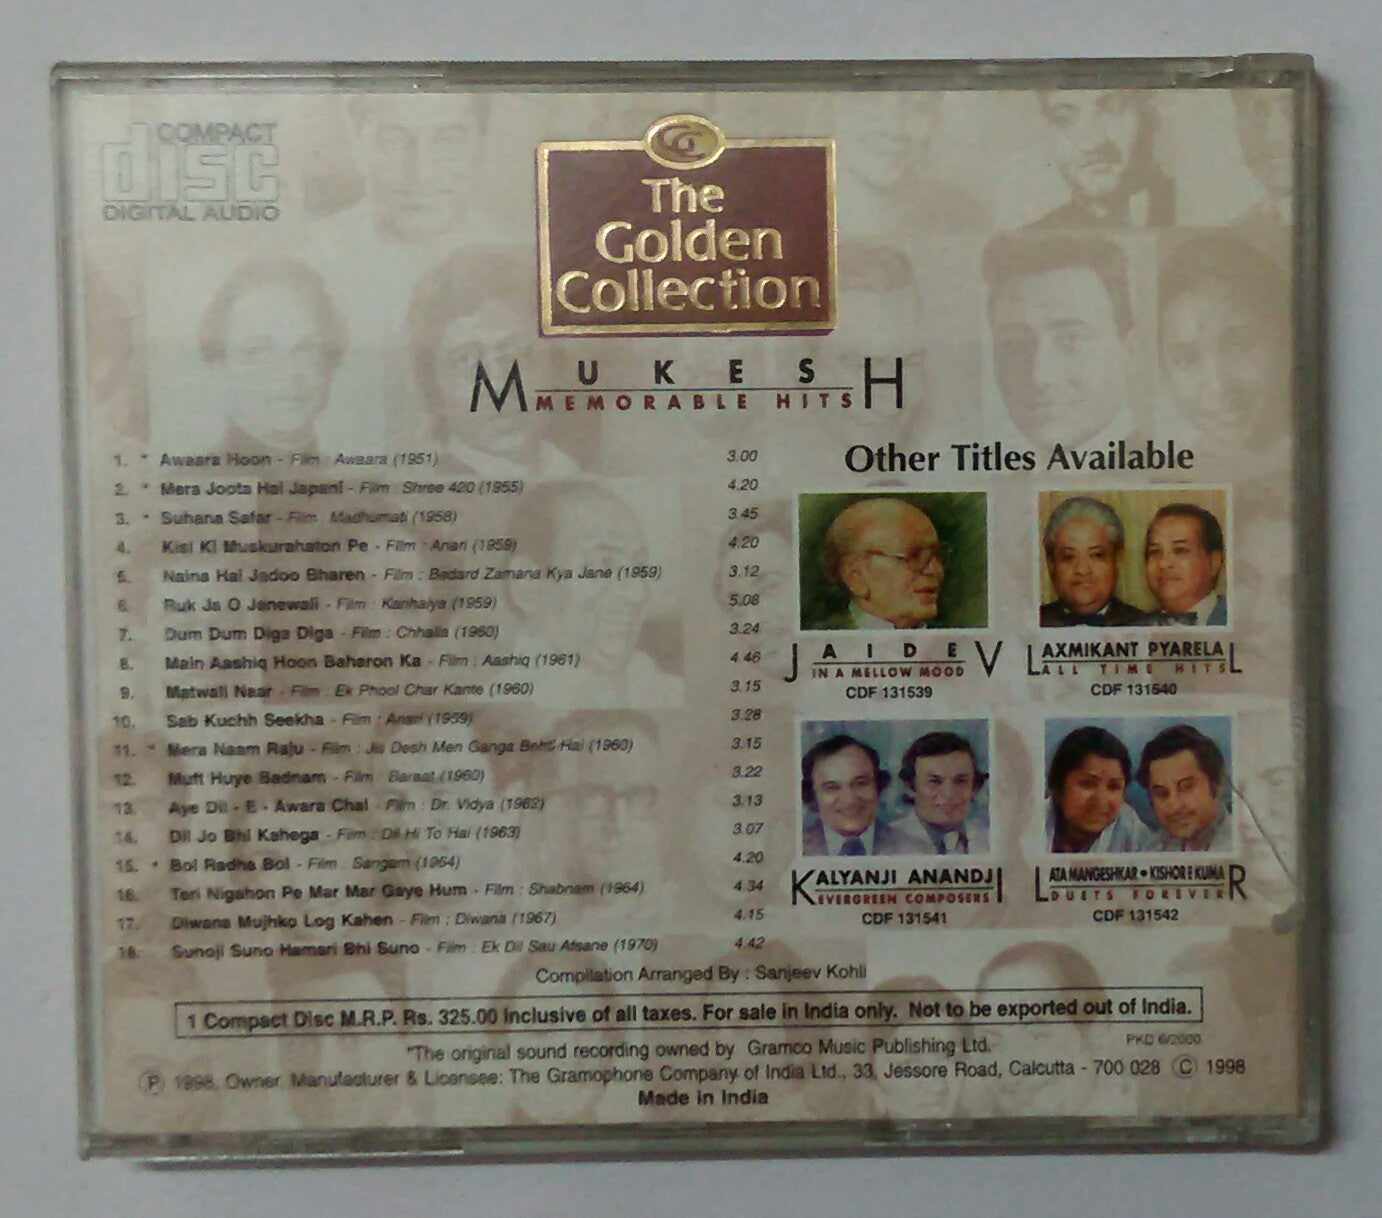 COMPACT
disc
DIGITAL AUDIO
GC
The
Golden
Collection
MUKESH
MEMORABLE HITS
1. * Awaara Hoon - Film : Awaara (1951) 3.00
2. * Mera Joota Hai Japani - Film : Shree 420 (1955) 4.20
3. * Suhana Safar - Film : Madhumati (1958) 3.45
4. Kisi Ki Muskurahaton Pe - Film : Anari (1959) 4.20
5. Naina Hai Jadoo Bharen - Film : Bedard Zamana Kya Jane (1959) 3.12
6. Ruk Ja O Janewali - Film : Kanhaiya (1959) 5.08
7. Dum Dum Diga Diga - Film : Chhalia (1960) 3.24
8. Main Aashiq Hoon Baharon Ka - Film : Aashiq (1961) 4.46
9. Matwali Naar - Film : Ek Phool Char Kante (1960) 3.15
10. Sab Kuchh Seekha - Film : Anari (1959) 3.28
11. * Mera Naam Raju - Film : Jis Desh Men Ganga Behti Hai (1960) 3.15
12. Muft Huye Badnam - Film : Baraat (1960) 3.22
13. Aye Dil - E - Awara Chal - Film : Dr. Vidya (1962) 3.13
14. Dil Jo Bhi Kahega - Film : Dil Hi To Hai (1963) 3.07
15. * Bol Radha Bol - Film : Sangam (1964) 4.20
16. Teri Nigahon Pe Mar Mar Gaye Hum - Film : Shabnam (1964) 4.34
17. Diwana Mujhko Log Kahen - Film : Diwana (1967) 4.15
18. Sunoji Suno Hamari Bhi Suno - Film : Ek Dil Sau Afsane (1970) 4.42
Other Titles Available
JAIDEV
IN A MELLOW MOOD
CDF 131539
LAXMIKANT PYARELAL
ALL TIME HITS
CDF 131540
KALYANJI ANANDJI
EVERGREEN COMPOSERS
CDF 131541
LATA MANGESHKAR • KISHORE KUMAR
DUETS FOREVER
CDF 131542
Compilation Arranged By : Sanjeev Kohli
1 Compact Disc M.R.P. Rs. 325.00 Inclusive of all taxes. For sale in India only. Not to be exported out of India.
PKD 6/2000
*The original sound recording owned by Gramco Music Publishing Ltd.
℗ 1998. Owner, Manufacturer & Licensee: The Gramophone Company of India Ltd., 33, Jessore Road, Calcutta - 700 028 © 1998
Made in India